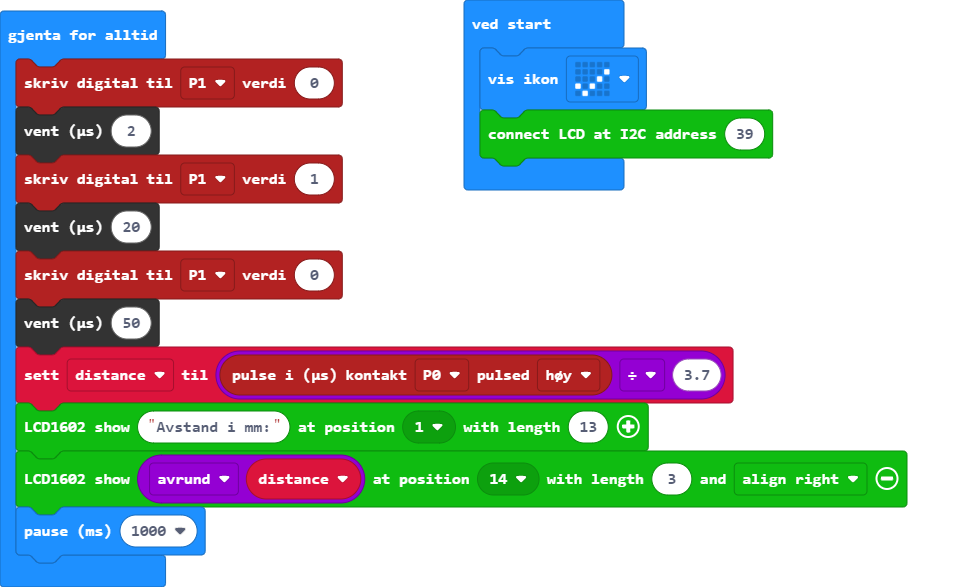 gjenta for alltid
skriv digital til P1 verdi 0
vent (µs) 2
skriv digital til P1 verdi 1
vent (µs) 20
skriv digital til P1 verdi 0
vent (µs) 50
sett distance til pulse i (µs) kontakt P0 pulsed høy ÷ 3.7
LCD1602 show "Avstand i mm:" at position 1 with length 13
LCD1602 show avrund distance at position 14 with length 3 and align right
pause (ms) 1000
ved start
vis ikon
connect LCD at I2C address 39